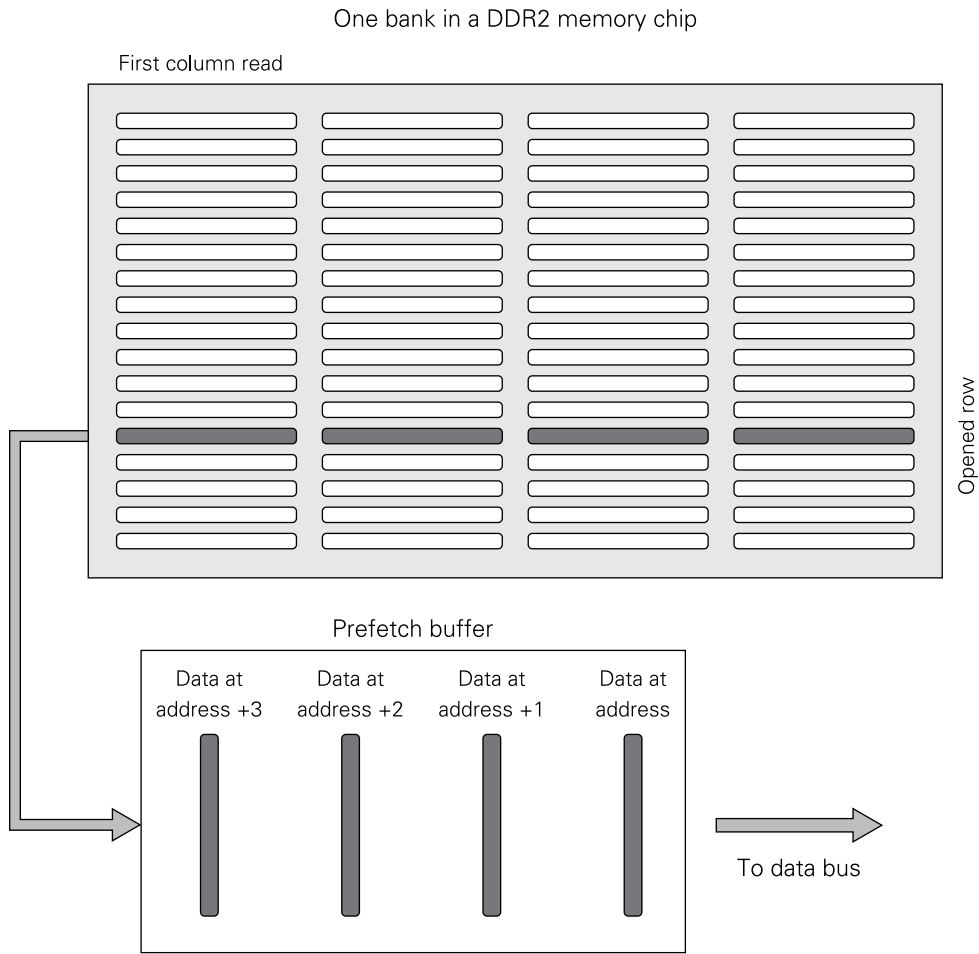 One bank in a DDR2 memory chip
First column read
Opened row
Prefetch buffer
Data at
address +3
Data at
address +2
Data at
address +1
Data at
address
To data bus